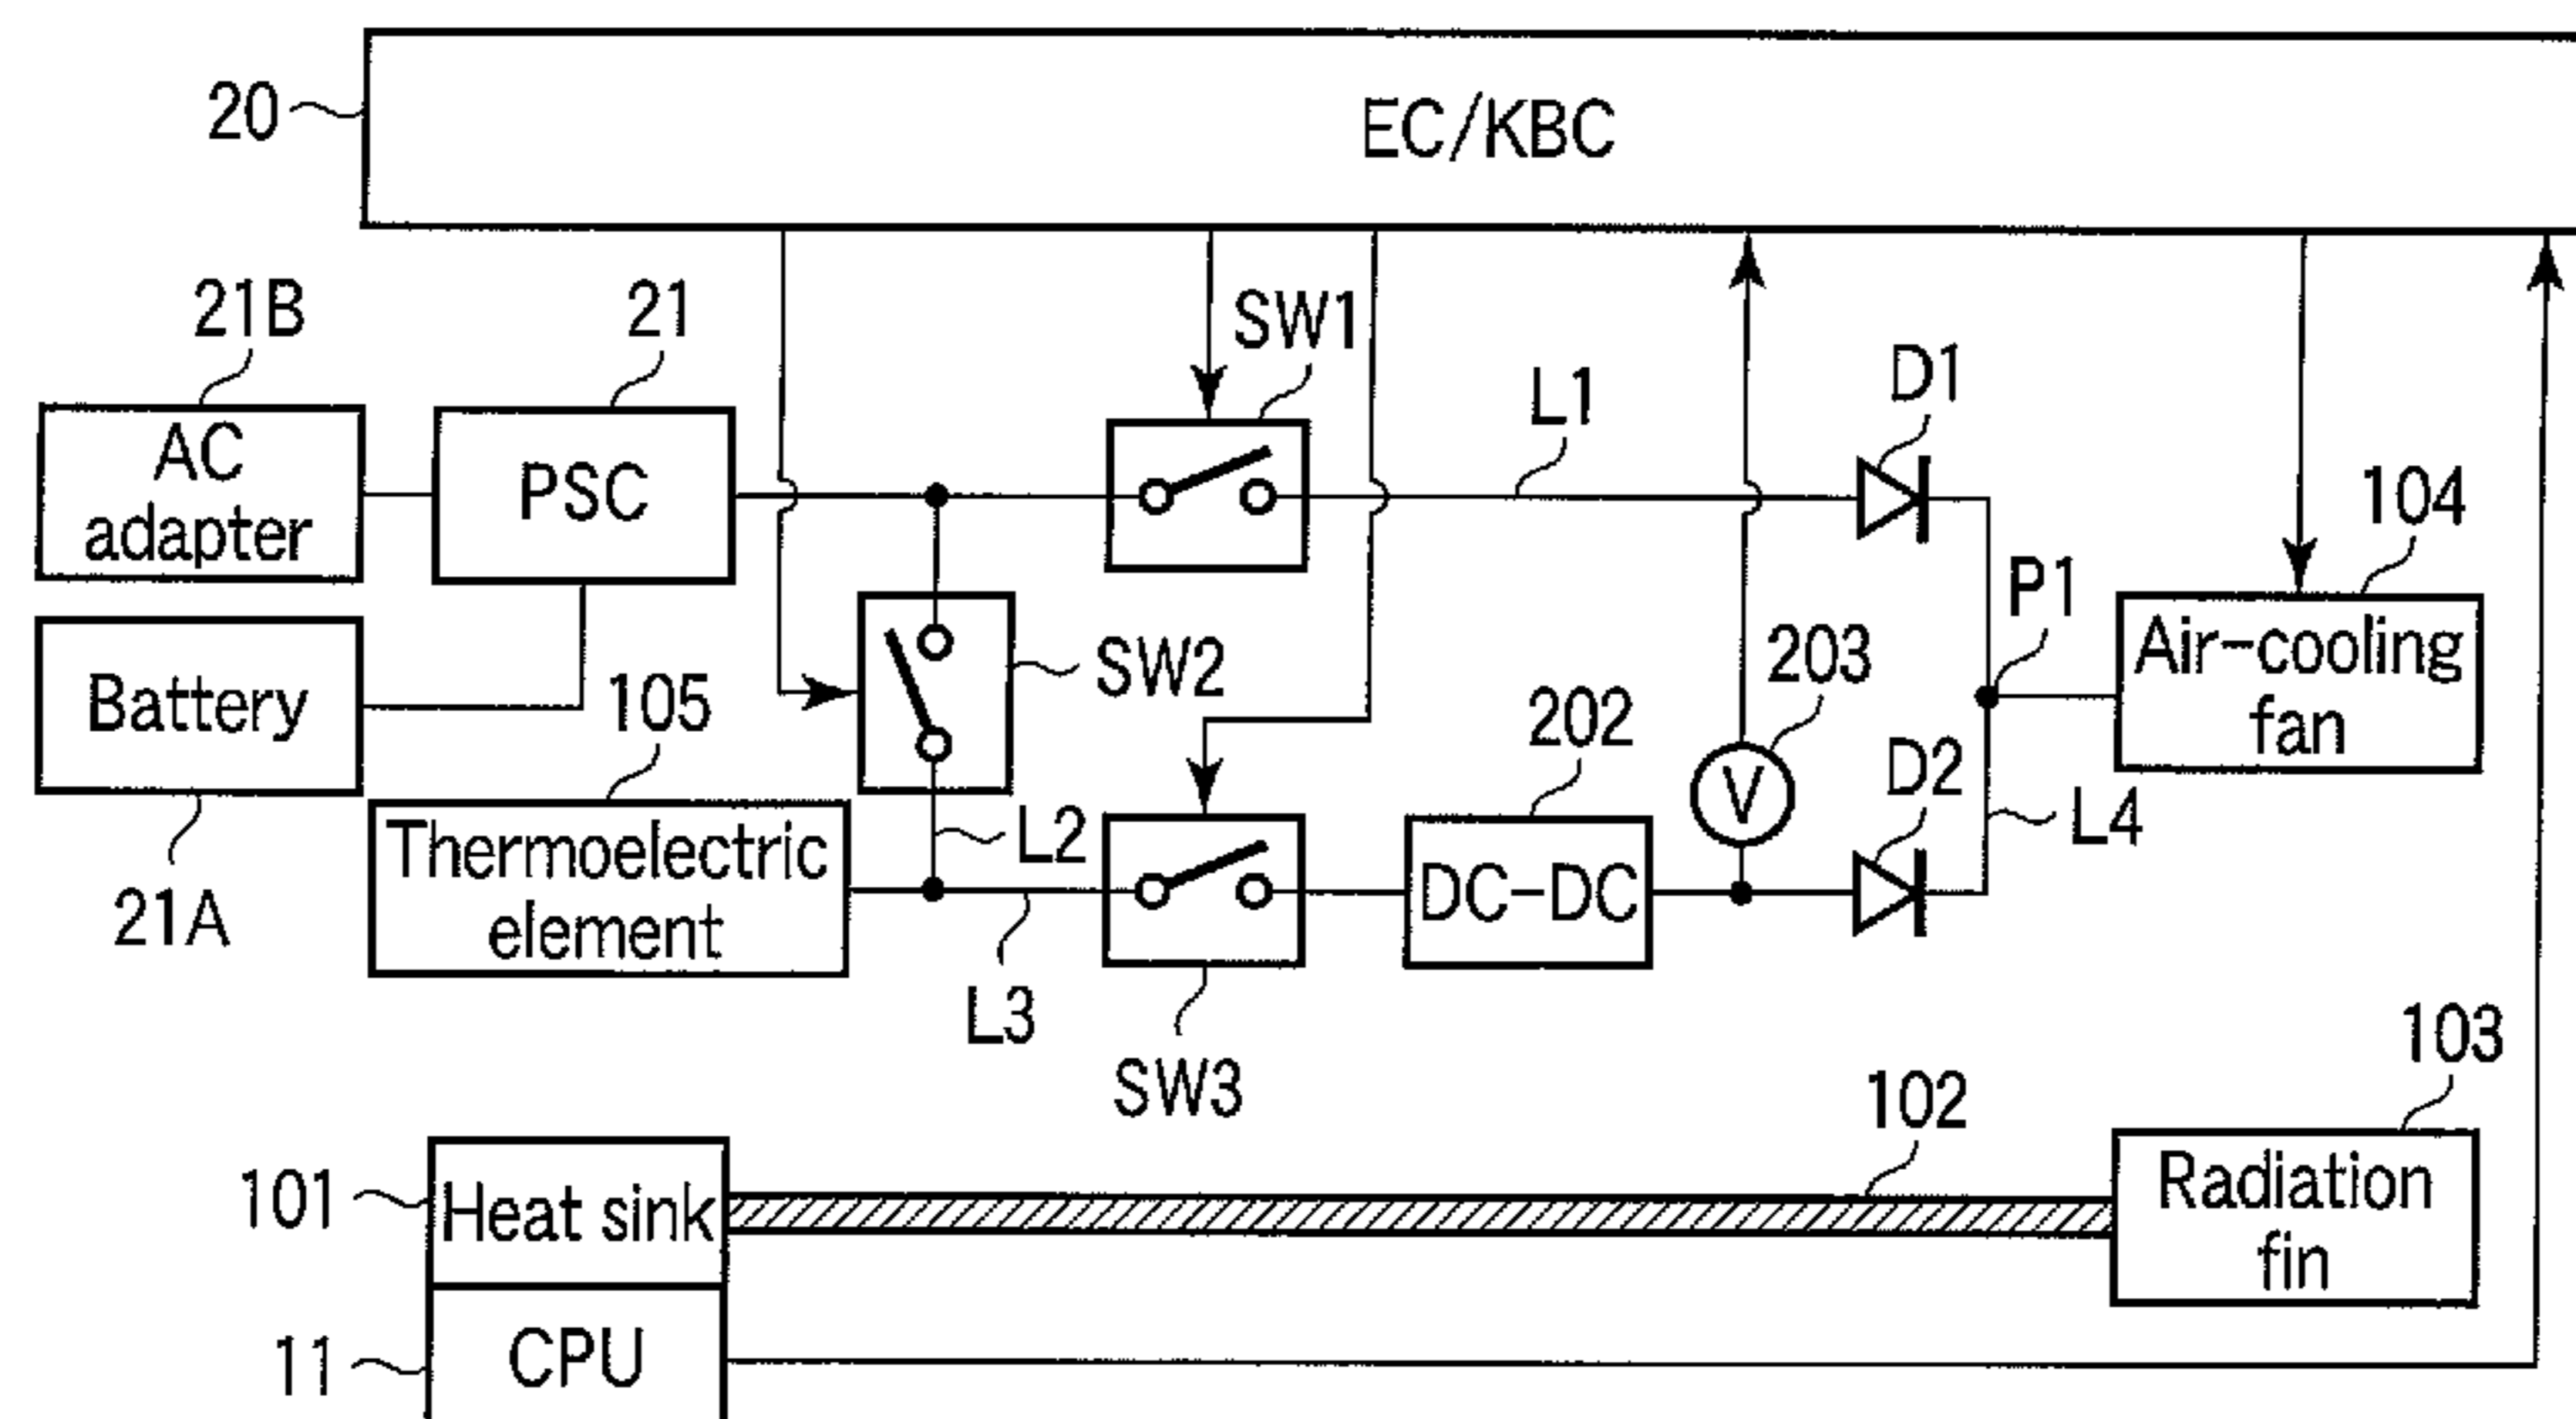 20
EC/KBC
21B
21
SW1
L1
D1
104
AC
adapter
PSC
P1
Air-cooling
fan
Battery
21A
105
SW2
203
V
202
D2
L4
Thermoelectric
element
L2
DC-DC
L3
SW3
103
102
101
Heat sink
Radiation
fin
11
CPU